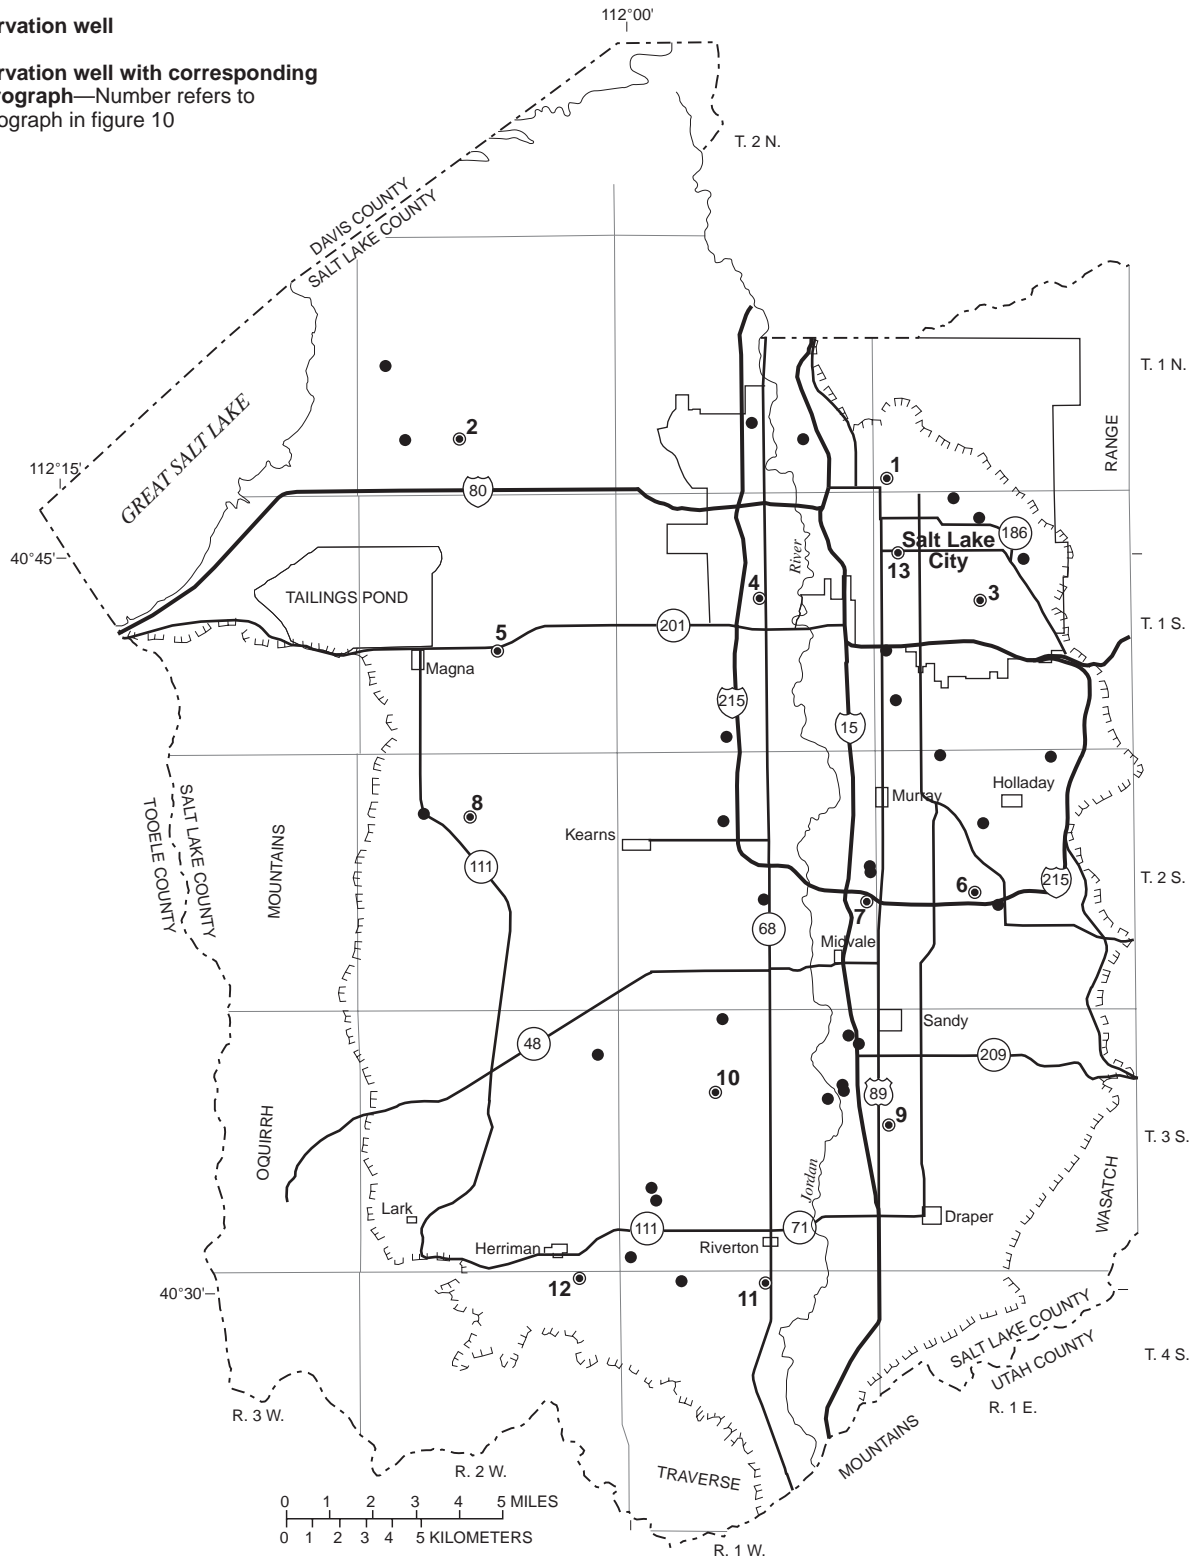 112°00'
rvation well
rvation well with corresponding
rograph—Number refers to
ograph in figure 10
T. 2 N.
DAVIS COUNTY
SALT LAKE COUNTY
T. 1 N.
GREAT SALT LAKE
2
RANGE
112°15'
1
80
186
Salt Lake
City
River
40°45'
13
TAILINGS POND
4
3
201
T. 1 S.
5
Magna
215
15
Holladay
Murray
SALT LAKE COUNTY
TOOELE COUNTY
8
MOUNTAINS
Kearns
111
215
T. 2 S.
6
7
68
Midvale
Sandy
48
209
10
89
9
OQUIRRH
T. 3 S.
WASATCH
Jordan
Lark
Draper
111
71
Herriman
Riverton
12
11
40°30'
SALT LAKE COUNTY
UTAH COUNTY
T. 4 S.
R. 1 E.
R. 3 W.
MOUNTAINS
R. 2 W.
TRAVERSE
0 1 2 3 4 5 MILES
0 1 2 3 4 5 KILOMETERS
R. 1 W.